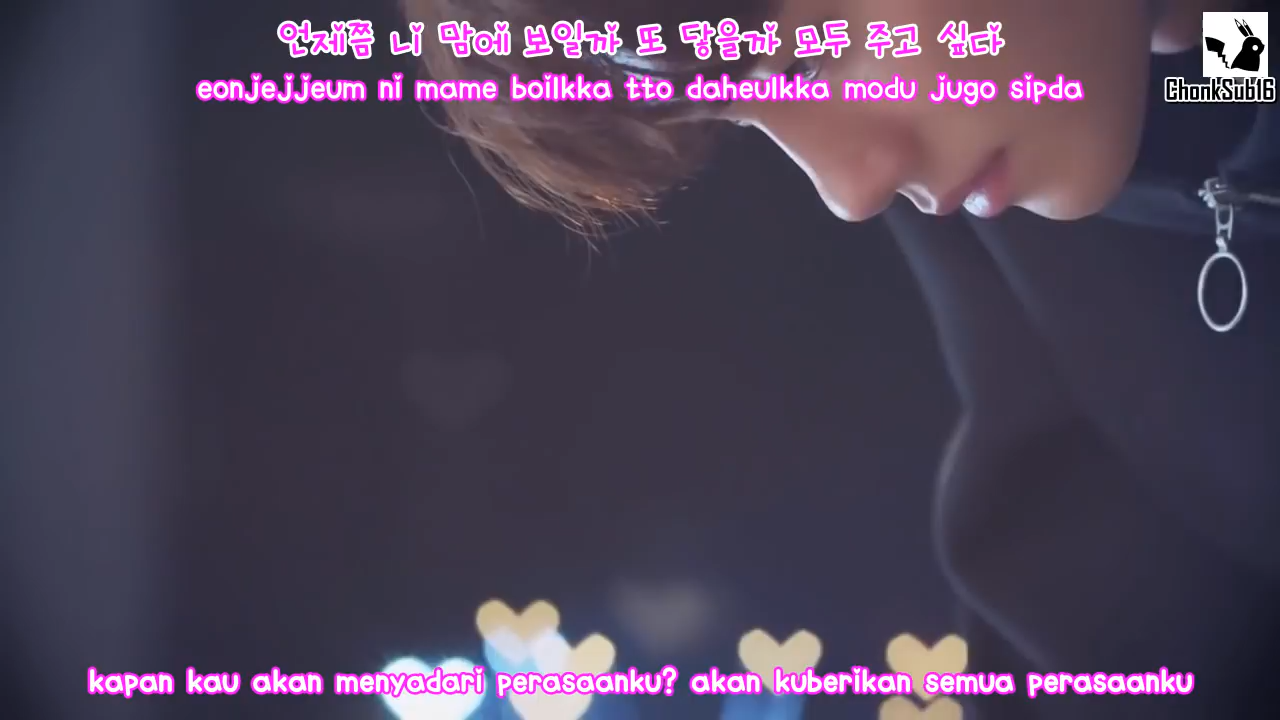 언제쯤 니 맘에 보일까 또 닿을까 모두 주고 싶다
eonjejjeum ni mame boilkka tto daheulkka modu jugo sipda
ChonkSub16
kapan kau akan menyadari perasaanku? akan kuberikan semua perasaanku